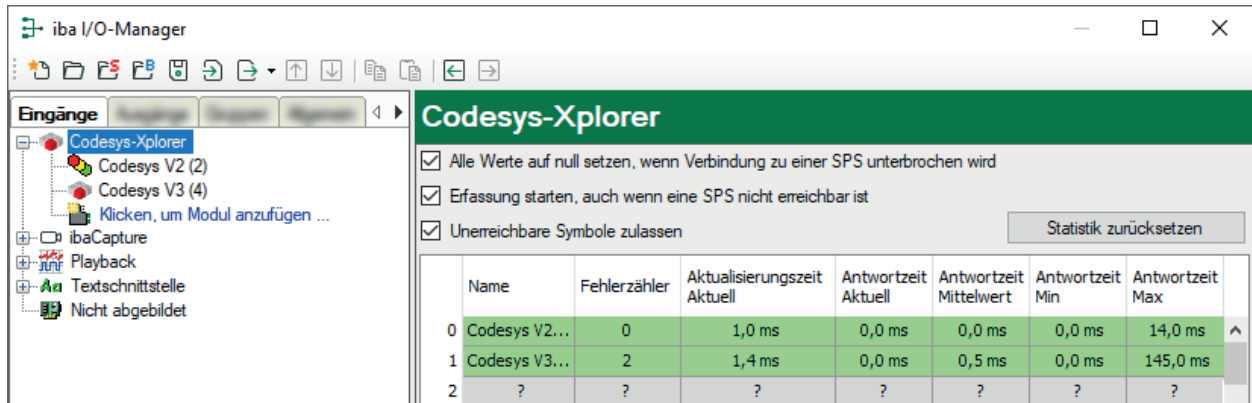 iba I/O-Manager
Eingänge
Codesys-Xplorer
Codesys V2 (2)
Codesys V3 (4)
Klicken, um Modul anzufügen ...
ibaCapture
Playback
Textschnittstelle
Nicht abgebildet
Codesys-Xplorer
Alle Werte auf null setzen, wenn Verbindung zu einer SPS unterbrochen wird
Erfassung starten, auch wenn eine SPS nicht erreichbar ist
Unerreichbare Symbole zulassen
Statistik zurücksetzen
Name Fehlerzähler Aktualisierungszeit Aktuell Antwortzeit Aktuell Antwortzeit Mittelwert Antwortzeit Min Antwortzeit Max
0 Codesys V2... 0 1,0 ms 0,0 ms 0,0 ms 0,0 ms 14,0 ms
1 Codesys V3... 2 1,4 ms 0,0 ms 0,5 ms 0,0 ms 145,0 ms
2 ? ? ? ? ? ? ?